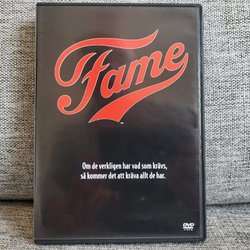 Fame
Om de verkligen har vad som krävs,
så kommer det att kräva allt de har.
DVD